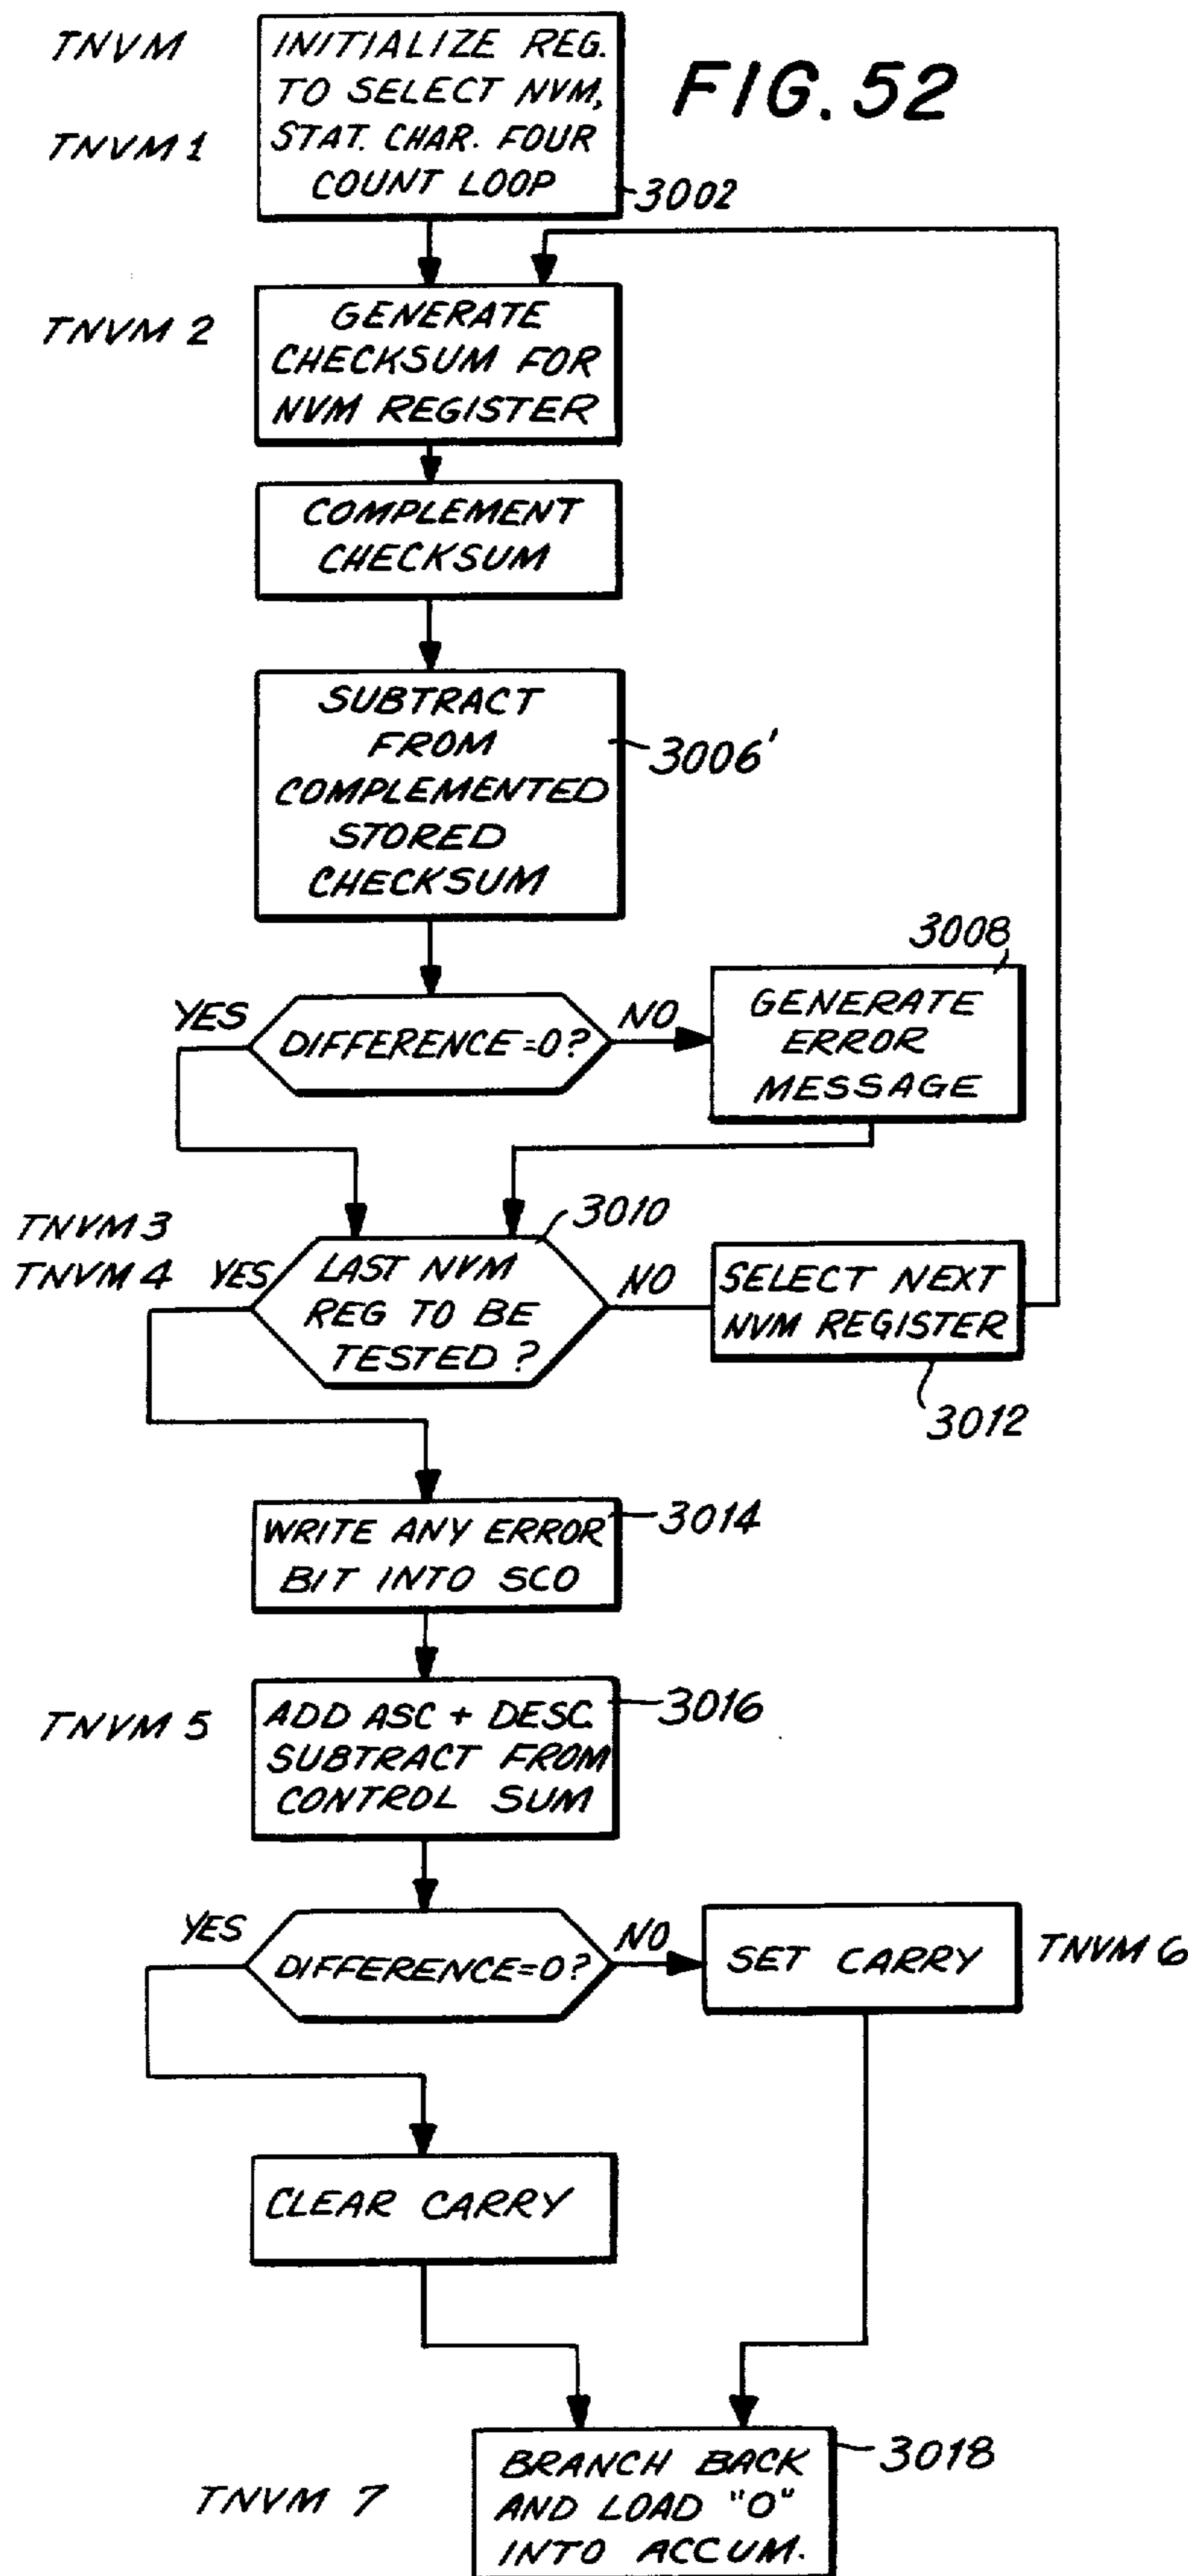 TNVM
TNVM 1
INITIALIZE REG.
TO SELECT NVM,
STAT. CHAR. FOUR
COUNT LOOP
3002
FIG. 52
TNVM 2
GENERATE
CHECKSUM FOR
NVM REGISTER
COMPLEMENT
CHECKSUM
SUBTRACT
FROM
COMPLEMENTED
STORED
CHECKSUM
3006'
YES
DIFFERENCE=0?
NO
3008
GENERATE
ERROR
MESSAGE
TNVM 3
TNVM 4
YES
LAST NVM
REG TO BE
TESTED?
3010
NO
SELECT NEXT
NVM REGISTER
3012
WRITE ANY ERROR
BIT INTO SCO
3014
TNVM 5
ADD ASC + DESC.
SUBTRACT FROM
CONTROL SUM
3016
YES
DIFFERENCE=0?
NO
SET CARRY
TNVM 6
CLEAR CARRY
TNVM 7
BRANCH BACK
AND LOAD "0"
INTO ACCUM.
3018